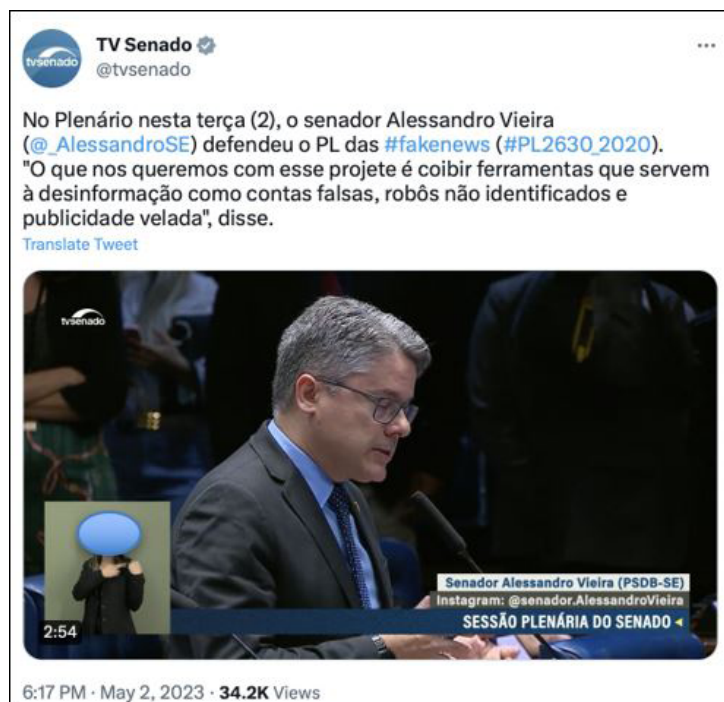 TV Senado
@tvsenado
No Plenário nesta terça (2), o senador Alessandro Vieira
(@_AlessandroSE) defendeu o PL das #fakenews (#PL2630_2020).
"O que nos queremos com esse projete é coibir ferramentas que servem
à desinformação como contas falsas, robôs não identificados e
publicidade velada", disse.
Translate Tweet
tvsenado
tvsenado
Senador Alessandro Vieira (PSDB-SE)
Instagram: @senador.AlessandroVieira
SESSÃO PLENÁRIA DO SENADO
2:54
6:17 PM · May 2, 2023 · 34.2K Views